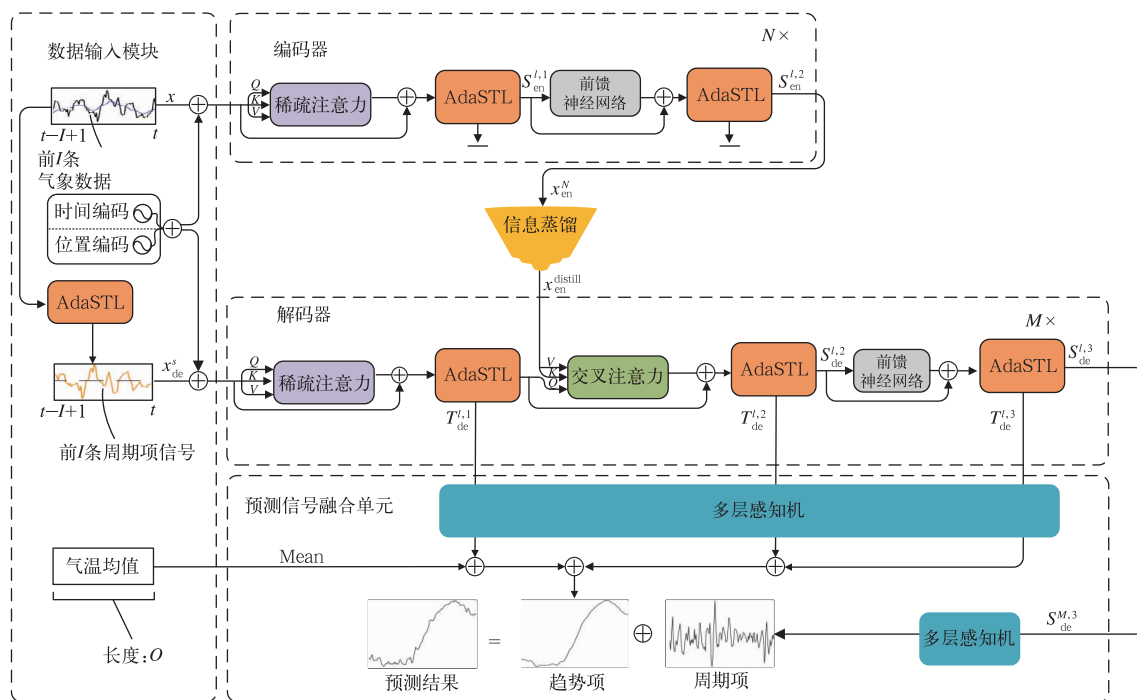 数据输入模块
x
t−I+1
t
前I条
气象数据
时间编码
位置编码
AdaSTL
x_de^s
t−I+1
t
前I条周期项信号
气温均值
长度:O
编码器
N×
Q
K
V
稀疏注意力
AdaSTL
S_en^{l,1}
前馈
神经网络
AdaSTL
S_en^{l,2}
x_en^N
信息蒸馏
x_en^distill
解码器
M×
Q
K
V
稀疏注意力
AdaSTL
T_de^{l,1}
V
K
Q
交叉注意力
AdaSTL
S_de^{l,2}
T_de^{l,2}
前馈
神经网络
AdaSTL
S_de^{l,3}
T_de^{l,3}
预测信号融合单元
多层感知机
Mean
=
预测结果
趋势项
周期项
多层感知机
S_de^{M,3}